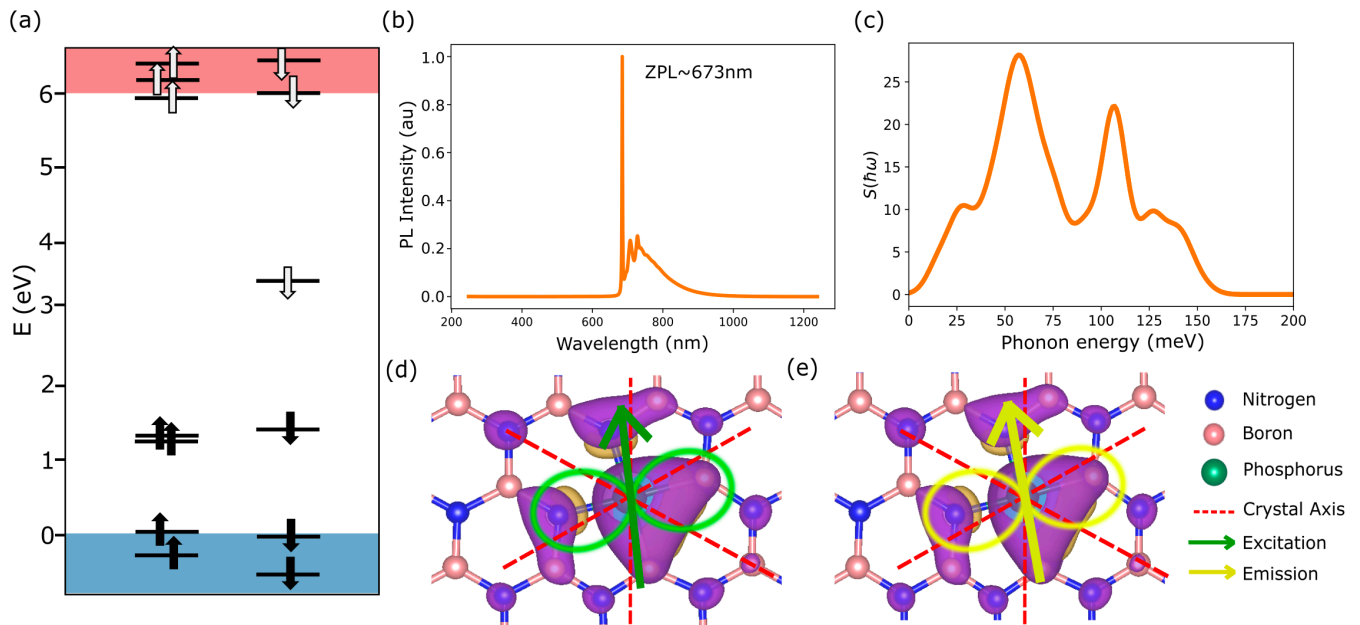 (a)
E (eV)
6
5
4
3
2
1
0
(b)
ZPL~673nm
PL Intensity (au)
1.0
0.8
0.6
0.4
0.2
0.0
200 400 600 800 1000 1200
Wavelength (nm)
(c)
S(ħω)
25
20
15
10
5
0
0 25 50 75 100 125 150 175 200
Phonon energy (meV)
(d)
(e)
Nitrogen
Boron
Phosphorus
Crystal Axis
Excitation
Emission